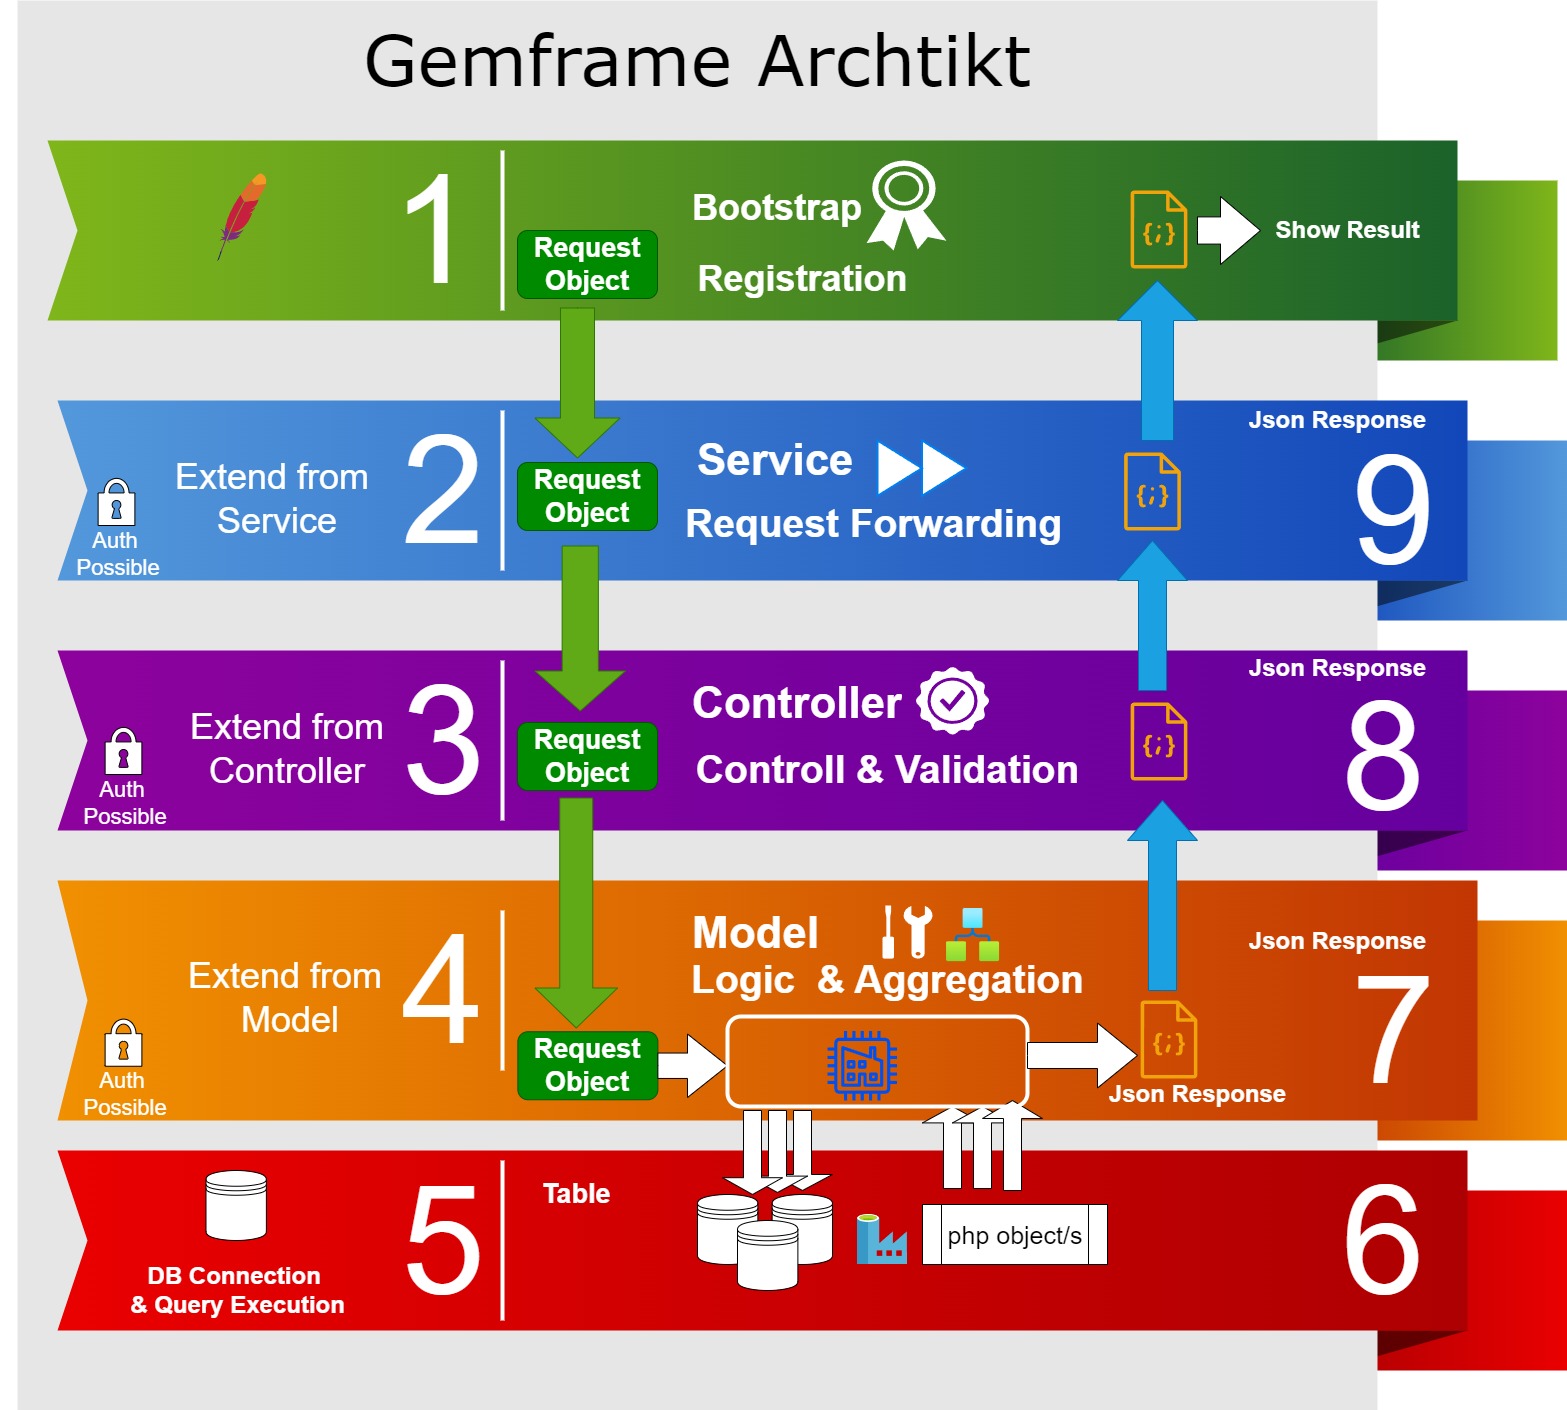 Gemframe Archtikt
1
Request
Object
Bootstrap
Registration
{;}
Show Result
Auth
Possible
Extend from
Service
2
Request
Object
Service
Request Forwarding
{;}
Json Response
9
Auth
Possible
Extend from
Controller
3
Request
Object
Controller
Controll & Validation
{;}
Json Response
8
Auth
Possible
Extend from
Model
4
Request
Object
Model
Logic & Aggregation
{;}
Json Response
Json Response
7
DB Connection
& Query Execution
5
Table
php object/s
6